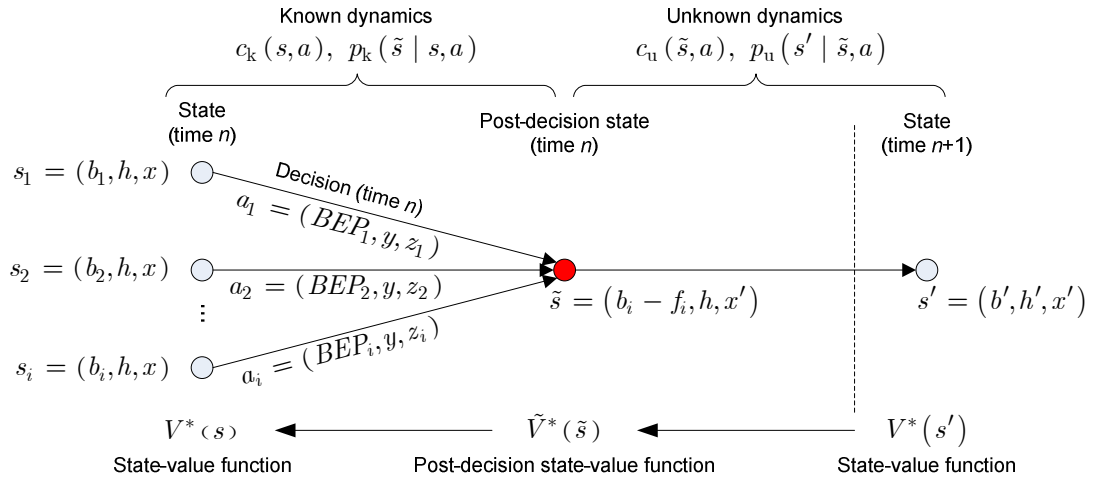 Known dynamics
Unknown dynamics
c_k (s, a), p_k (s̃ | s, a)
c_u (s̃, a), p_u (s′ | s̃, a)
State
(time n)
Post-decision state
(time n)
State
(time n+1)
s_1 = (b_1, h, x)
Decision (time n)
a_1 = (BEP_1, y, z_1)
s_2 = (b_2, h, x)
a_2 = (BEP_2, y, z_2)
s̃ = (b_i − f_i, h, x′)
s′ = (b′, h′, x′)
⋮
s_i = (b_i, h, x)
a_i = (BEP_i, y, z_i)
V* (s)
Ṽ* (s̃)
V* (s′)
State-value function
Post-decision state-value function
State-value function